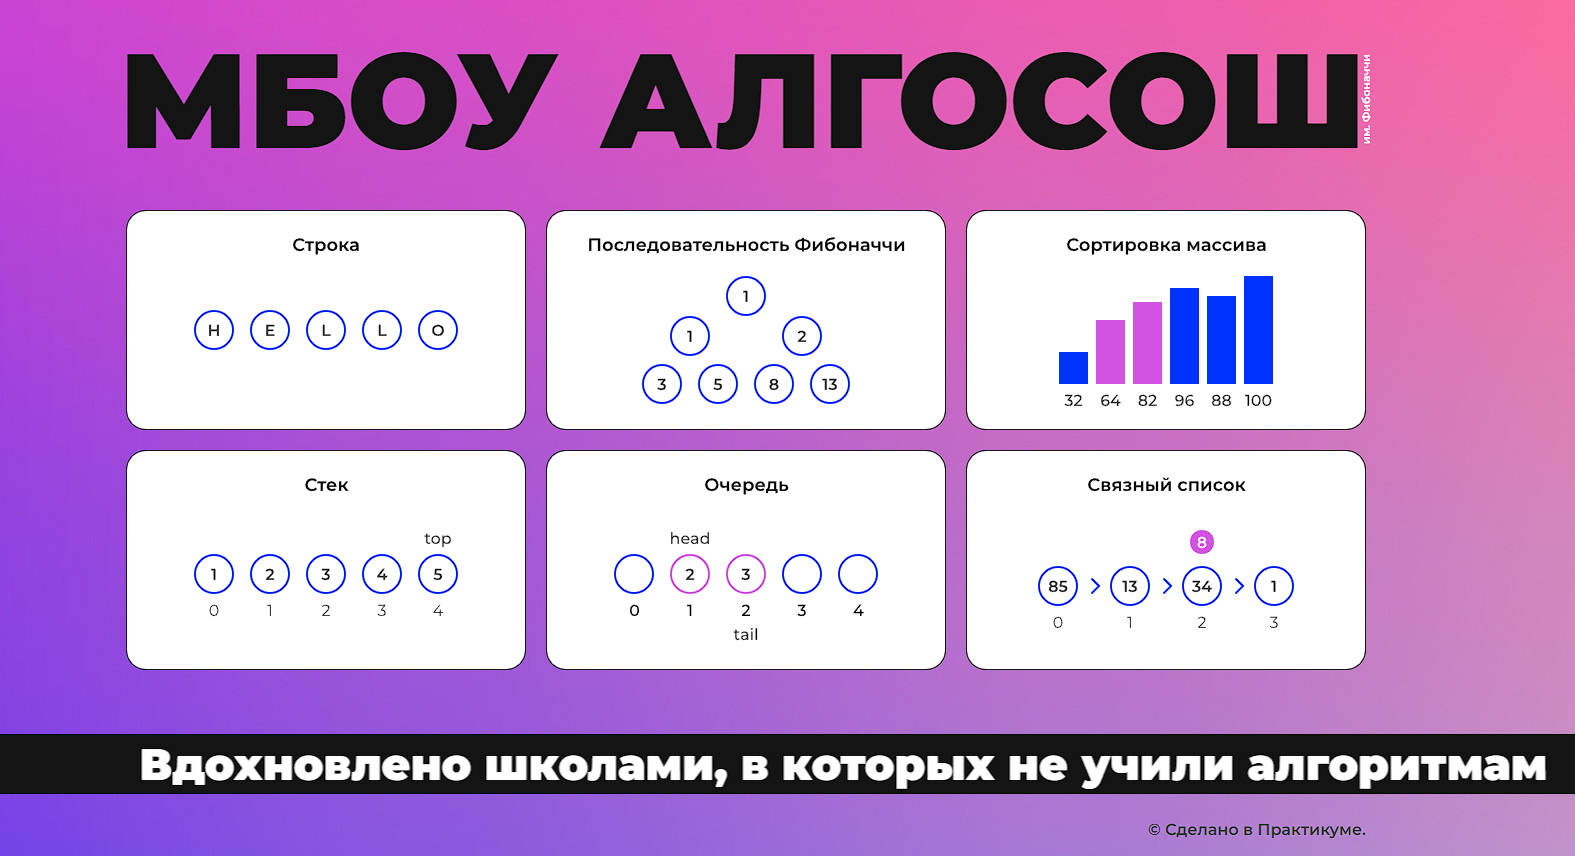 МБОУ АЛГОСОШ
им. Фибоначчи
Строка
H E L L O
Последовательность Фибоначчи
1
1 2
3 5 8 13
Сортировка массива
32 64 82 96 88 100
Стек
top
1 2 3 4 5
0 1 2 3 4
Очередь
head
2 3
0 1 2 3 4
tail
Связный список
8
85 > 13 > 34 > 1
0 1 2 3
Вдохновлено школами, в которых не учили алгоритмам
© Сделано в Практикуме.